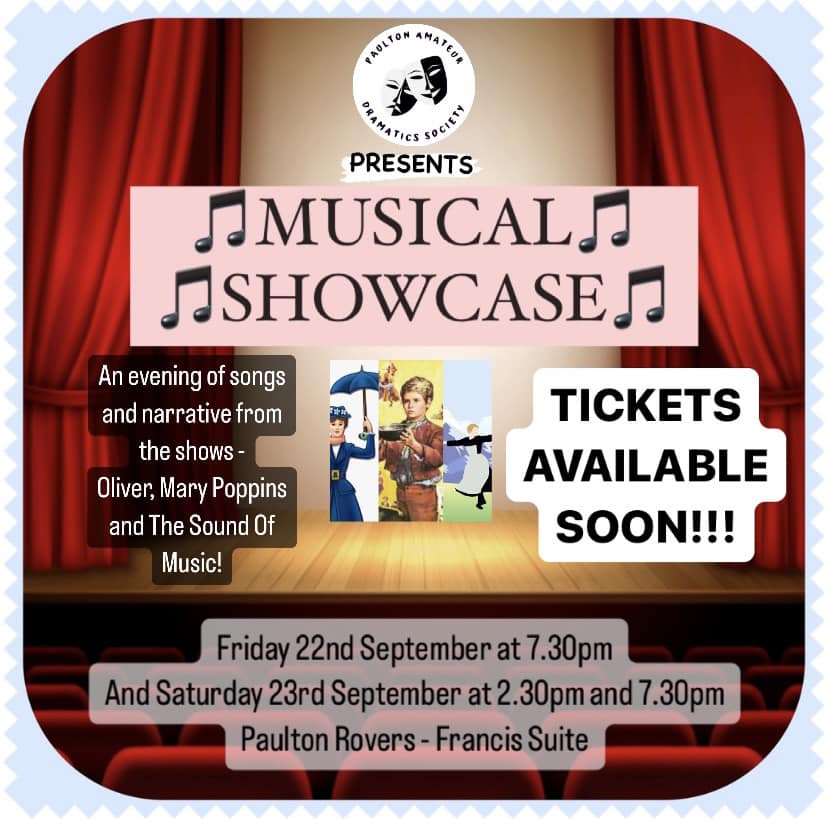 PAULTON AMATEUR
DRAMATICS SOCIETY
PRESENTS
🎵MUSICAL🎵
🎵SHOWCASE🎵
An evening of songs
and narrative from
the shows -
Oliver, Mary Poppins
and The Sound Of
Music!
TICKETS
AVAILABLE
SOON!!!
Friday 22nd September at 7.30pm
And Saturday 23rd September at 2.30pm and 7.30pm
Paulton Rovers - Francis Suite